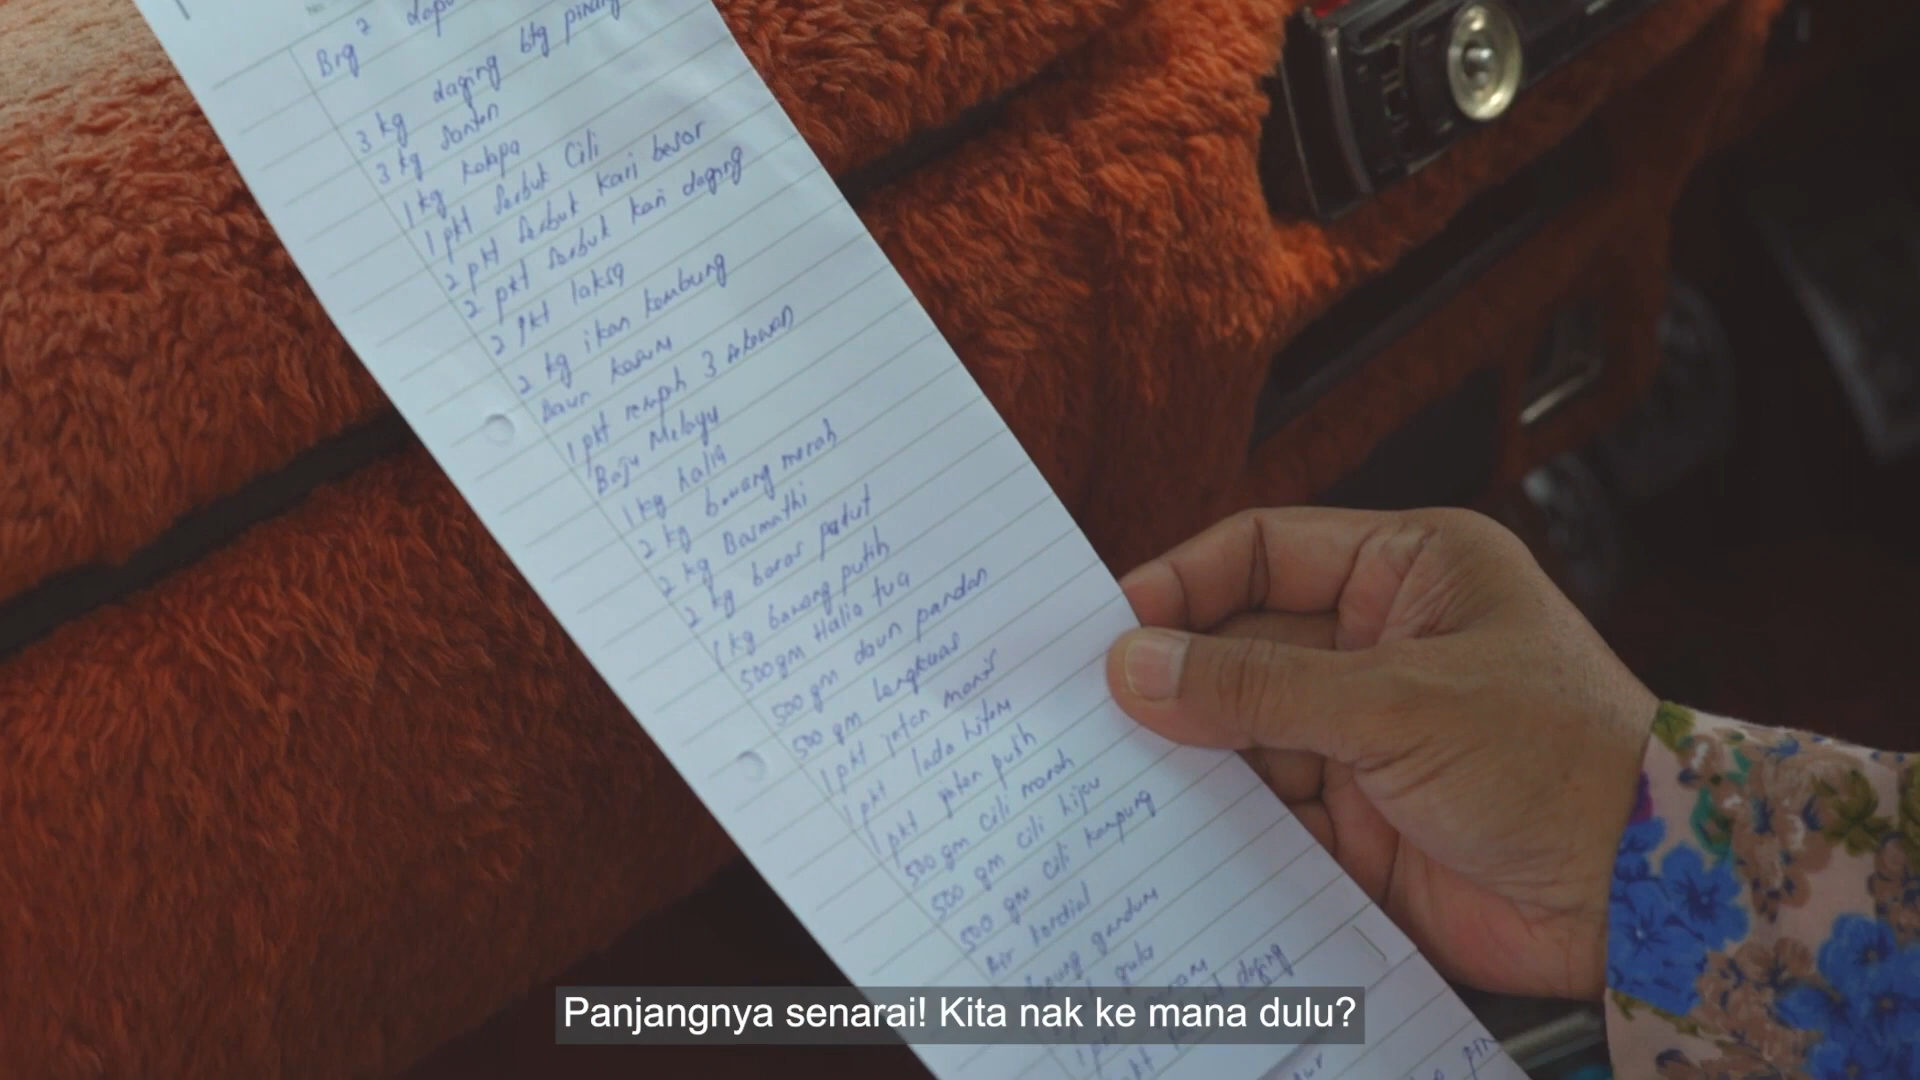 Brg²
3 kg daging btg pinang
3 kg santan
1 kg kelapa
1 pkt serbuk Cili
2 pkt serbuk kari besar
2 pkt serbuk kari daging
2 pkt laksa
2 kg ikan kembung
Daun kesum
1 pkt rempah 3 sekawan
Baju Melayu
1 kg halia
2 kg bawang merah
2 kg Basmathi
2 kg beras patut
1 kg bawang putih
500 gm Halia tua
500 gm daun pandan
500 gm lengkuas
1 pkt jintan manis
1 pkt lada hitam
1 pkt jintan putih
500 gm cili merah
500 gm cili hijau
500 gm cili kampung
Air kordial
gandum
gula
daging
Panjangnya senarai! Kita nak ke mana dulu?